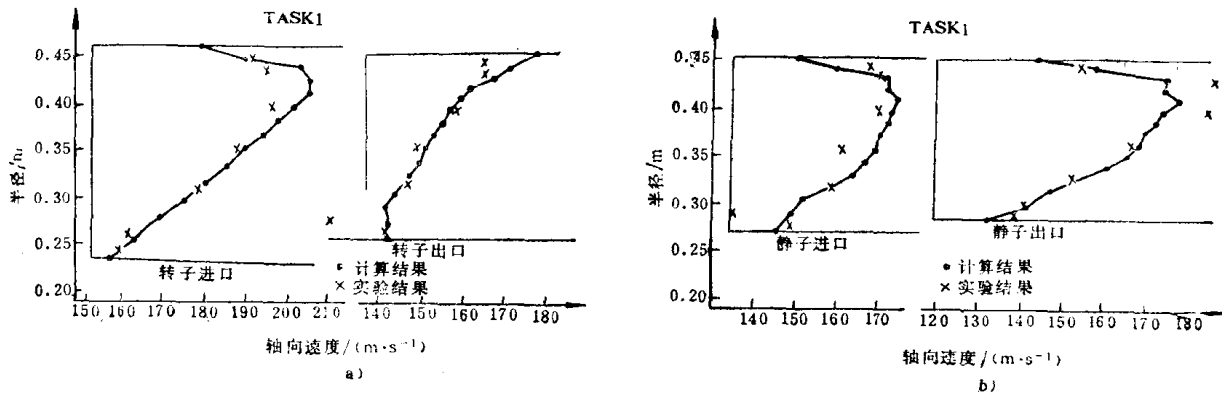 TASK1
0.45
0.40
0.35
0.30
0.25
0.20
半径/m
转子进口
转子出口
计算结果
× 实验结果
150 160 170 180 190 200 210 140 150 160 170 180
轴向速度/(m·s⁻¹)
a)
TASK1
0.45
0.40
0.35
0.30
0.25
0.20
半径/m
静子进口
静子出口
计算结果
× 实验结果
140 150 160 170 120 130 140 150 160 170 180
轴向速度/(m·s⁻¹)
b)